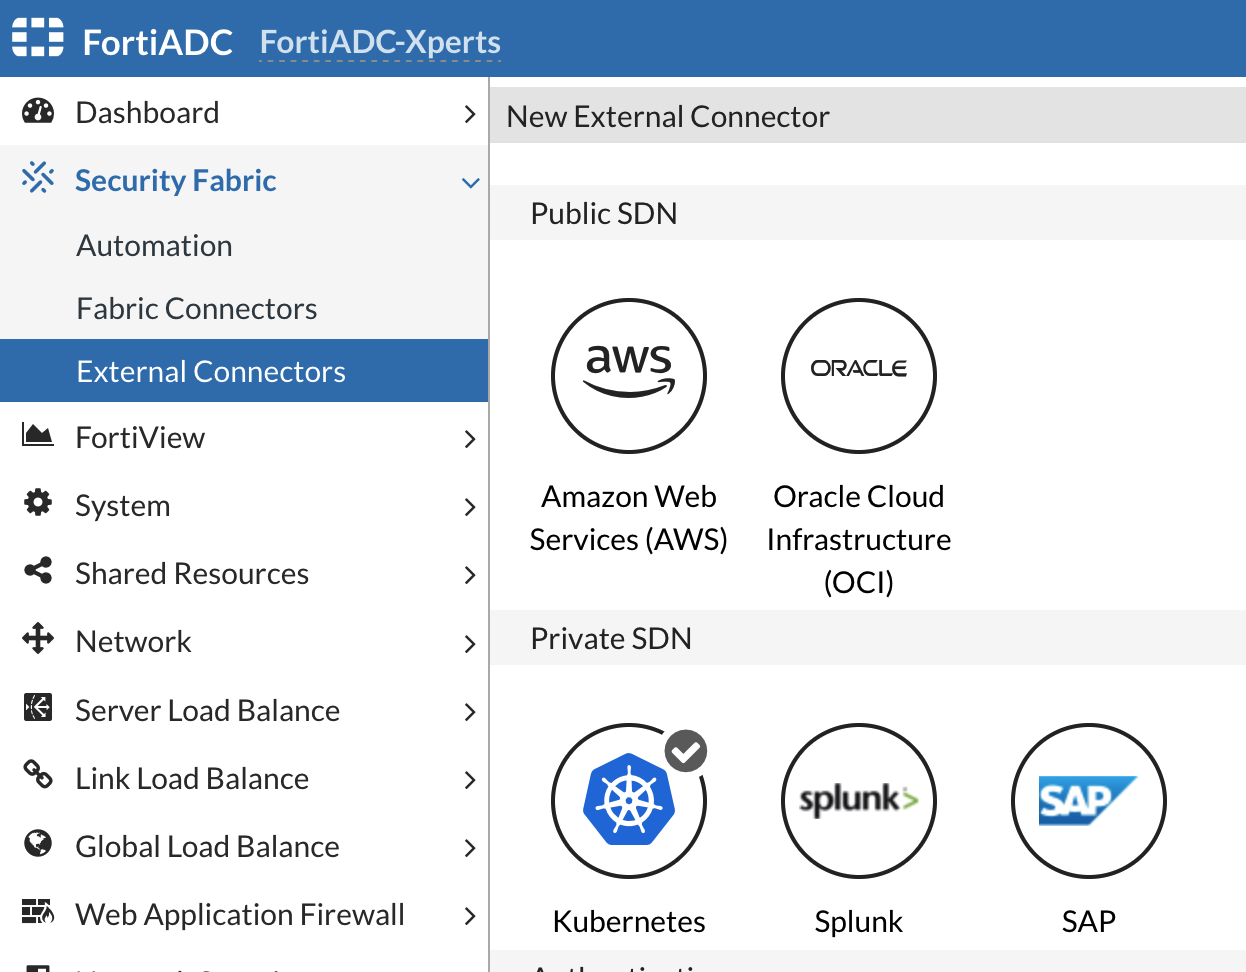 FortiADC FortiADC-Xperts
Dashboard
Security Fabric
Automation
Fabric Connectors
External Connectors
FortiView
System
Shared Resources
Network
Server Load Balance
Link Load Balance
Global Load Balance
Web Application Firewall
New External Connector
Public SDN
aws
ORACLE
Amazon Web
Services (AWS)
Oracle Cloud
Infrastructure
(OCI)
Private SDN
splunk>
SAP
Kubernetes
Splunk
SAP